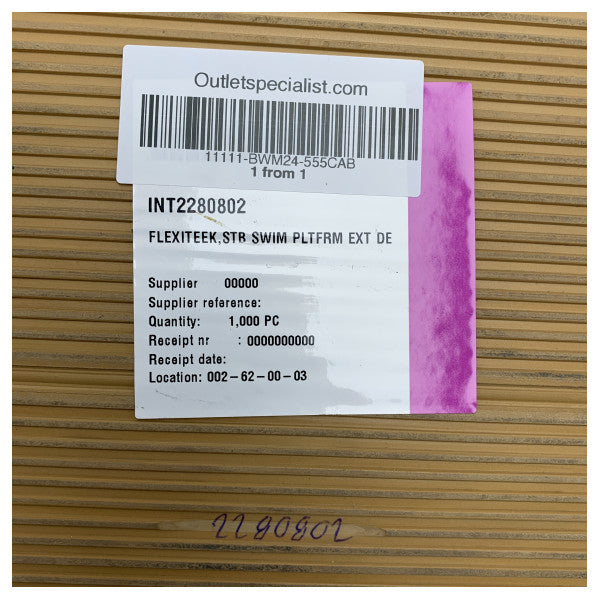 Outletspecialist.com
11111-BWM24-555CAB
1 from 1
INT2280802
FLEXITEEK,STB SWIM PLTFRM EXT DE
Supplier 00000
Supplier reference:
Quantity: 1,000 PC
Receipt nr : 0000000000
Receipt date:
Location: 002-62-00-03
2280802